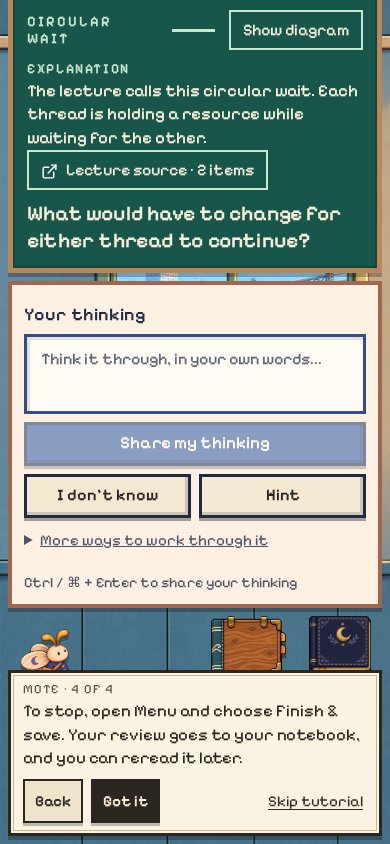 CIRCULAR
WAIT
Show diagram
EXPLANATION
The lecture calls this circular wait. Each
thread is holding a resource while
waiting for the other.
Lecture source · 2 items
What would have to change for
either thread to continue?
Your thinking
Think it through, in your own words...
Share my thinking
I don't know
Hint
More ways to work through it
Ctrl / ⌘ + Enter to share your thinking
MOTE · 4 OF 4
To stop, open Menu and choose Finish &
save. Your review goes to your notebook,
and you can reread it later.
Back
Got it
Skip tutorial